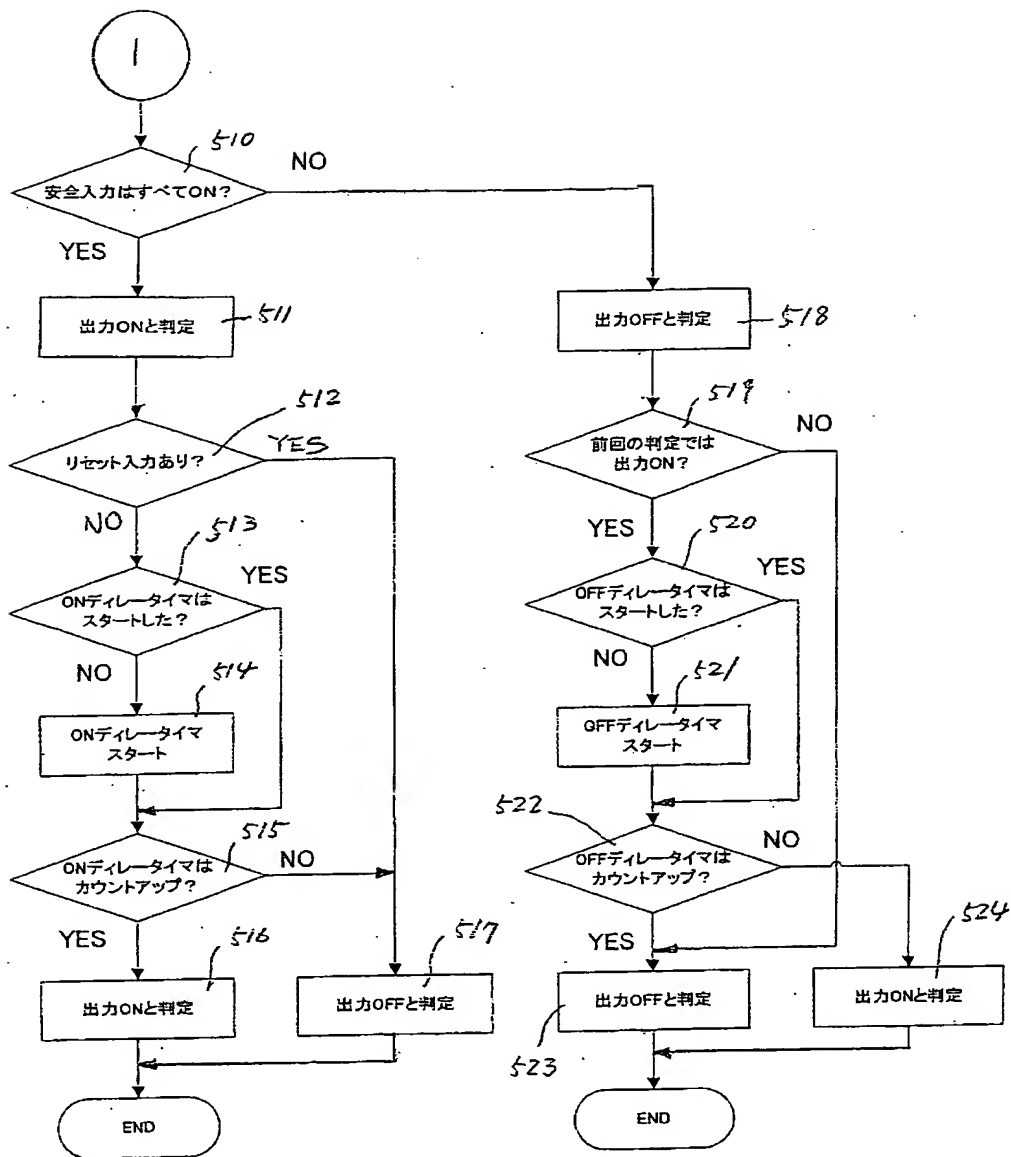 1
510
安全入力はすべてON?
NO
YES
出力ONと判定
511
出力OFFと判定
518
512
リセット入力あり?
YES
519
前回の判定では
出力ON?
NO
NO
513
ONディレータイマは
スタートした?
YES
YES
520
OFFディレータイマは
スタートした?
YES
NO
514
ONディレータイマ
スタート
NO
521
OFFディレータイマ
スタート
515
ONディレータイマは
カウントアップ?
NO
522
OFFディレータイマは
カウントアップ?
NO
YES
516
出力ONと判定
517
出力OFFと判定
YES
出力OFFと判定
523
524
出力ONと判定
END
END